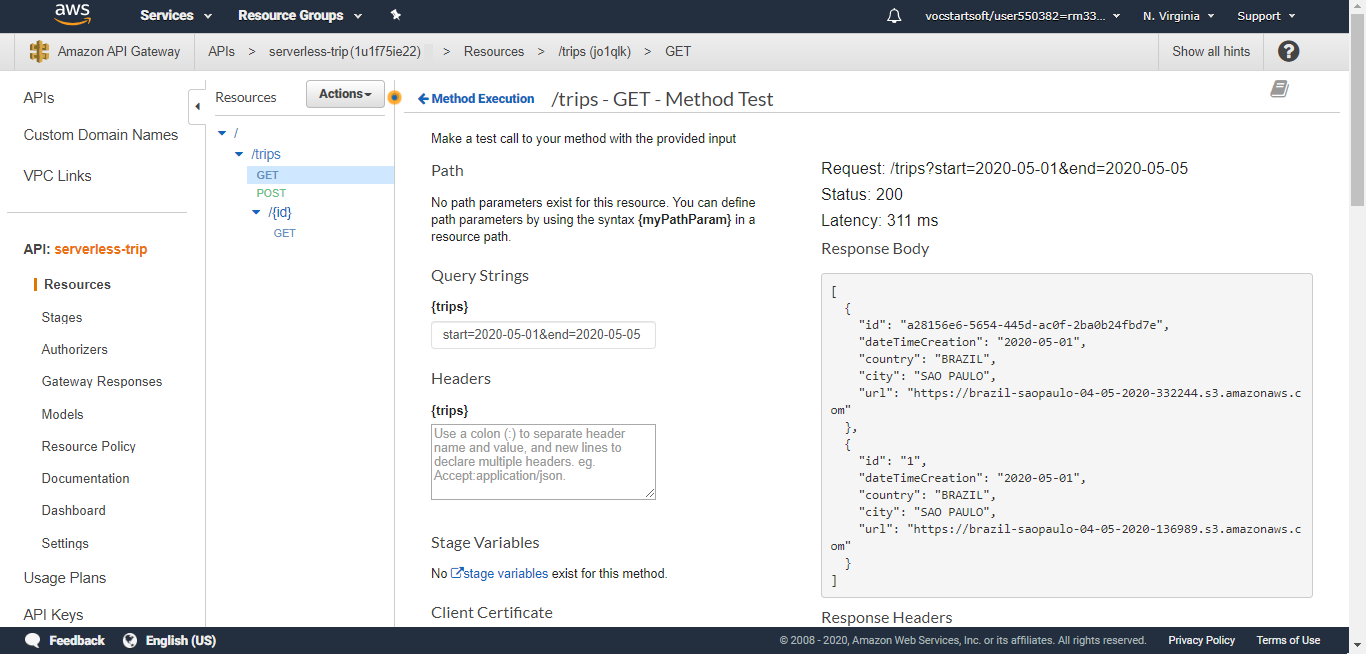 aws
Services
Resource Groups
vocstartsoft/user550382=rm33...
N. Virginia
Support
Amazon API Gateway
APIs > serverless-trip (1u1f75ie22) > Resources > /trips (jo1qlk) > GET
Show all hints
?
APIs
Custom Domain Names
VPC Links
API: serverless-trip
Resources
Stages
Authorizers
Gateway Responses
Models
Resource Policy
Documentation
Dashboard
Settings
Usage Plans
API Keys
Resources
Actions
/
/trips
GET
POST
/{id}
GET
Method Execution
/trips - GET - Method Test
Make a test call to your method with the provided input
Path
No path parameters exist for this resource. You can define
path parameters by using the syntax {myPathParam} in a
resource path.
Query Strings
{trips}
start=2020-05-01&end=2020-05-05
Headers
{trips}
Use a colon (:) to separate header
name and value, and new lines to
declare multiple headers. eg.
Accept:application/json.
Stage Variables
No stage variables exist for this method.
Client Certificate
Request: /trips?start=2020-05-01&end=2020-05-05
Status: 200
Latency: 311 ms
Response Body
[
{
"id": "a28156e6-5654-445d-ac0f-2ba0b24fbd7e",
"dateTimeCreation": "2020-05-01",
"country": "BRAZIL",
"city": "SAO PAULO",
"url": "https://brazil-saopaulo-04-05-2020-332244.s3.amazonaws.c
om"
},
{
"id": "1",
"dateTimeCreation": "2020-05-01",
"country": "BRAZIL",
"city": "SAO PAULO",
"url": "https://brazil-saopaulo-04-05-2020-136989.s3.amazonaws.c
om"
}
]
Response Headers
Feedback
English (US)
© 2008 - 2020, Amazon Web Services, Inc. or its affiliates. All rights reserved.
Privacy Policy
Terms of Use